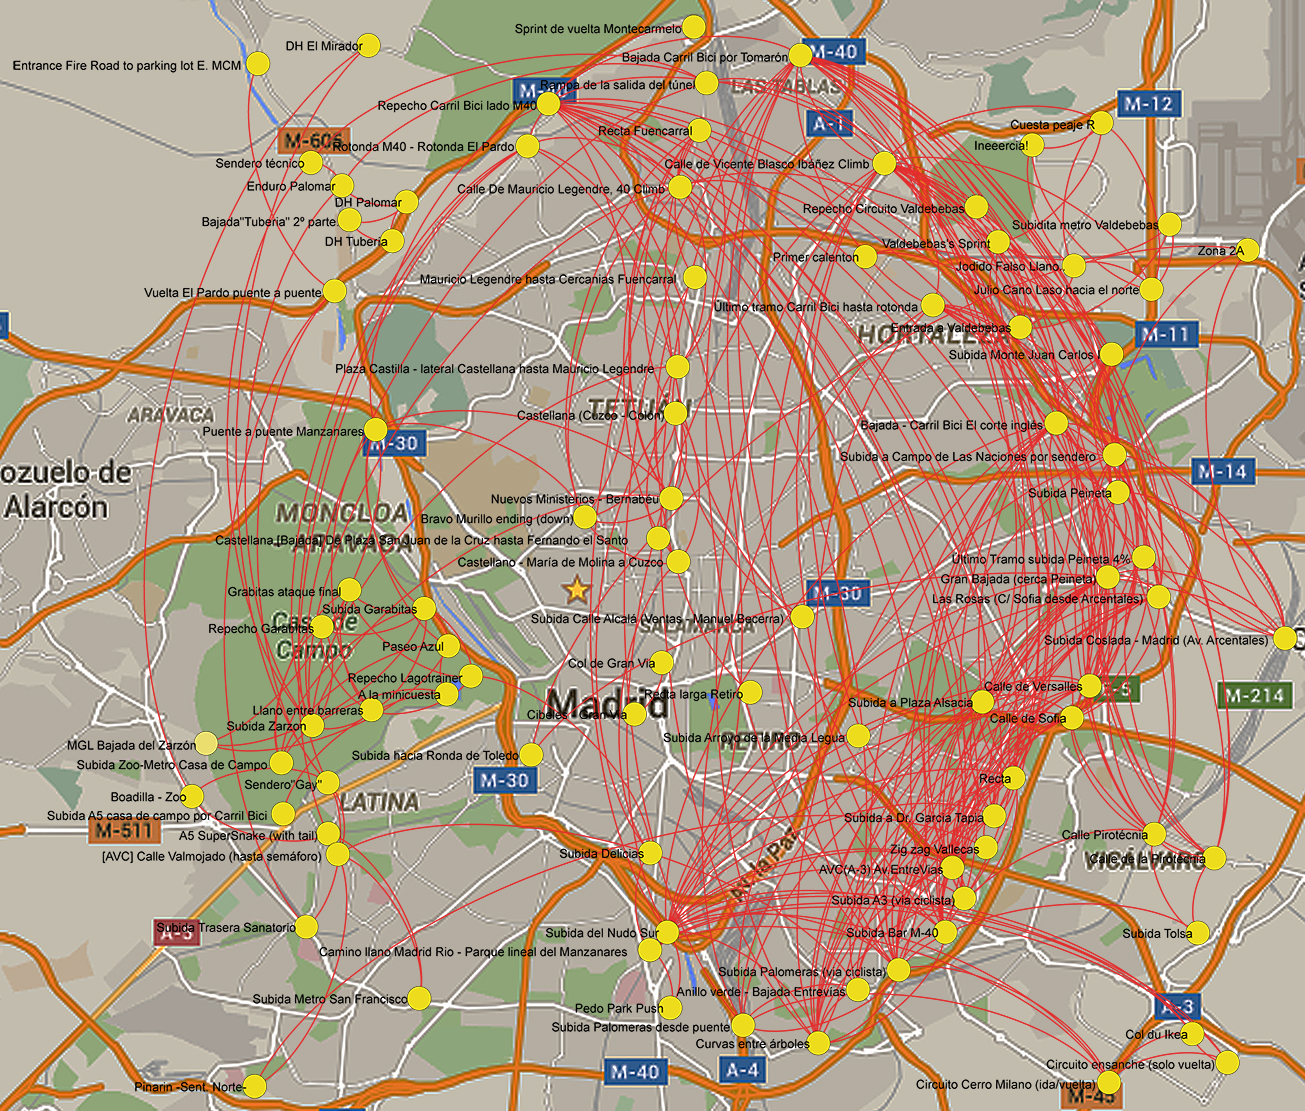 Sprint de vuelta Montecarmelo
DH El Mirador
M-40
Bajada Carril Bici por Tomarón
Entrance Fire Road to parking lot E. MCM
Rampa de la salida del túnel
LAS TABLAS
Repecho Carril Bici lado M40
M-12
A-1
Cuesta peaje R
Recta Fuencarral
M-605
Rotonda M40 - Rotonda El Pardo
Ineeercia!
Sendero técnico
Calle de Vicente Blasco Ibáñez Climb
Enduro Palomar
Calle De Mauricio Legendre, 40 Climb
DH Palomar
Repecho Circuito Valdebebas
Bajada"Tuberia" 2º parte
Subidita metro Valdebebas
DH Tubería
Valdebebas's Sprint
Zona 2A
Primer calenton
Jodido Falso Llano..
Mauricio Legendre hasta Cercanias Fuencarral
Vuelta El Pardo puente a puente
Julio Cano Laso hacia el norte
Último tramo Carril Bici hasta rotonda
Entrada a Valdebebas
HORTALEZA
M-11
Subida Monte Juan Carlos I
Plaza Castilla - lateral Castellana hasta Mauricio Legendre
ARAVACA
TETUÁN
Castellana (Cuzco - Colón)
Puente a puente Manzanares
M-30
Bajada - Carril Bici El corte inglés
Subida a Campo de Las Naciones por sendero
ozuelo de
Alarcón
M-14
Subida Peineta
Nuevos Ministerios - Bernabéu
MONCLOA
- ARAVACA
Bravo Murillo ending (down)
Castellana [Bajada] De Plaza San Juan de la Cruz hasta Fernando el Santo
Castellano - María de Molina a Cuzco
Último Tramo subida Peineta 4%
Gran Bajada (cerca Peineta)
Grabitas ataque final
M-30
Las Rosas (C/ Sofia desde Arcentales)
Subida Garabitas
Casa de
Campo
Subida Calle Alcalá (Ventas - Manuel Becerra)
SALAMANCA
Repecho Garabitas
Subida Coslada - Madrid (Av. Arcentales)
Paseo Azul
Col de Gran Via
Repecho Lagotrainer
Calle de Versalles
M-214
A la minicuesta
Recta larga Retiro
Subida a Plaza Alsacia
Madrid
Llano entre barreras
Cibeles - Gran Via
Calle de Sofia
Subida Zarzon
RETIRO
Subida Arroyo de la Media Legua
MGL Bajada del Zarzón
Subida hacia Ronda de Toledo
Subida Zoo-Metro Casa de Campo
Recta
M-30
Sendero"Gay"
Boadilla - Zoo
LATINA
Subida A5 casa de campo por Carril Bici
Subida a Dr. García Tapia
M-511
A5 SuperSnake (with tail)
Calle Pirotécnia
Zig zag Vallecas
[AVC] Calle Valmojado (hasta semáforo)
Subida Delicias
Av. la Paz
VICÁLVARO
Calle de la Pirotecnia
AVC(A-3) Av.EntreVias
Subida A3 (via ciclista)
Subida Trasera Sanatorio
A-5
Subida del Nudo Sur
Subida Bar M-40
Subida Tolsa
Camino llano Madrid Rio - Parque lineal del Manzanares
Subida Palomeras (via ciclista)
Anillo verde - Bajada Entrevías
Subida Metro San Francisco
A-3
Pedo Park Push
Subida Palomeras desde puente
Col du Ikea
Curvas entre árboles
Circuito ensanche (solo vuelta)
M-40
A-4
Circuito Cerro Milano (ida/vuelta)
Pinarin -Sent. Norte-
M-45